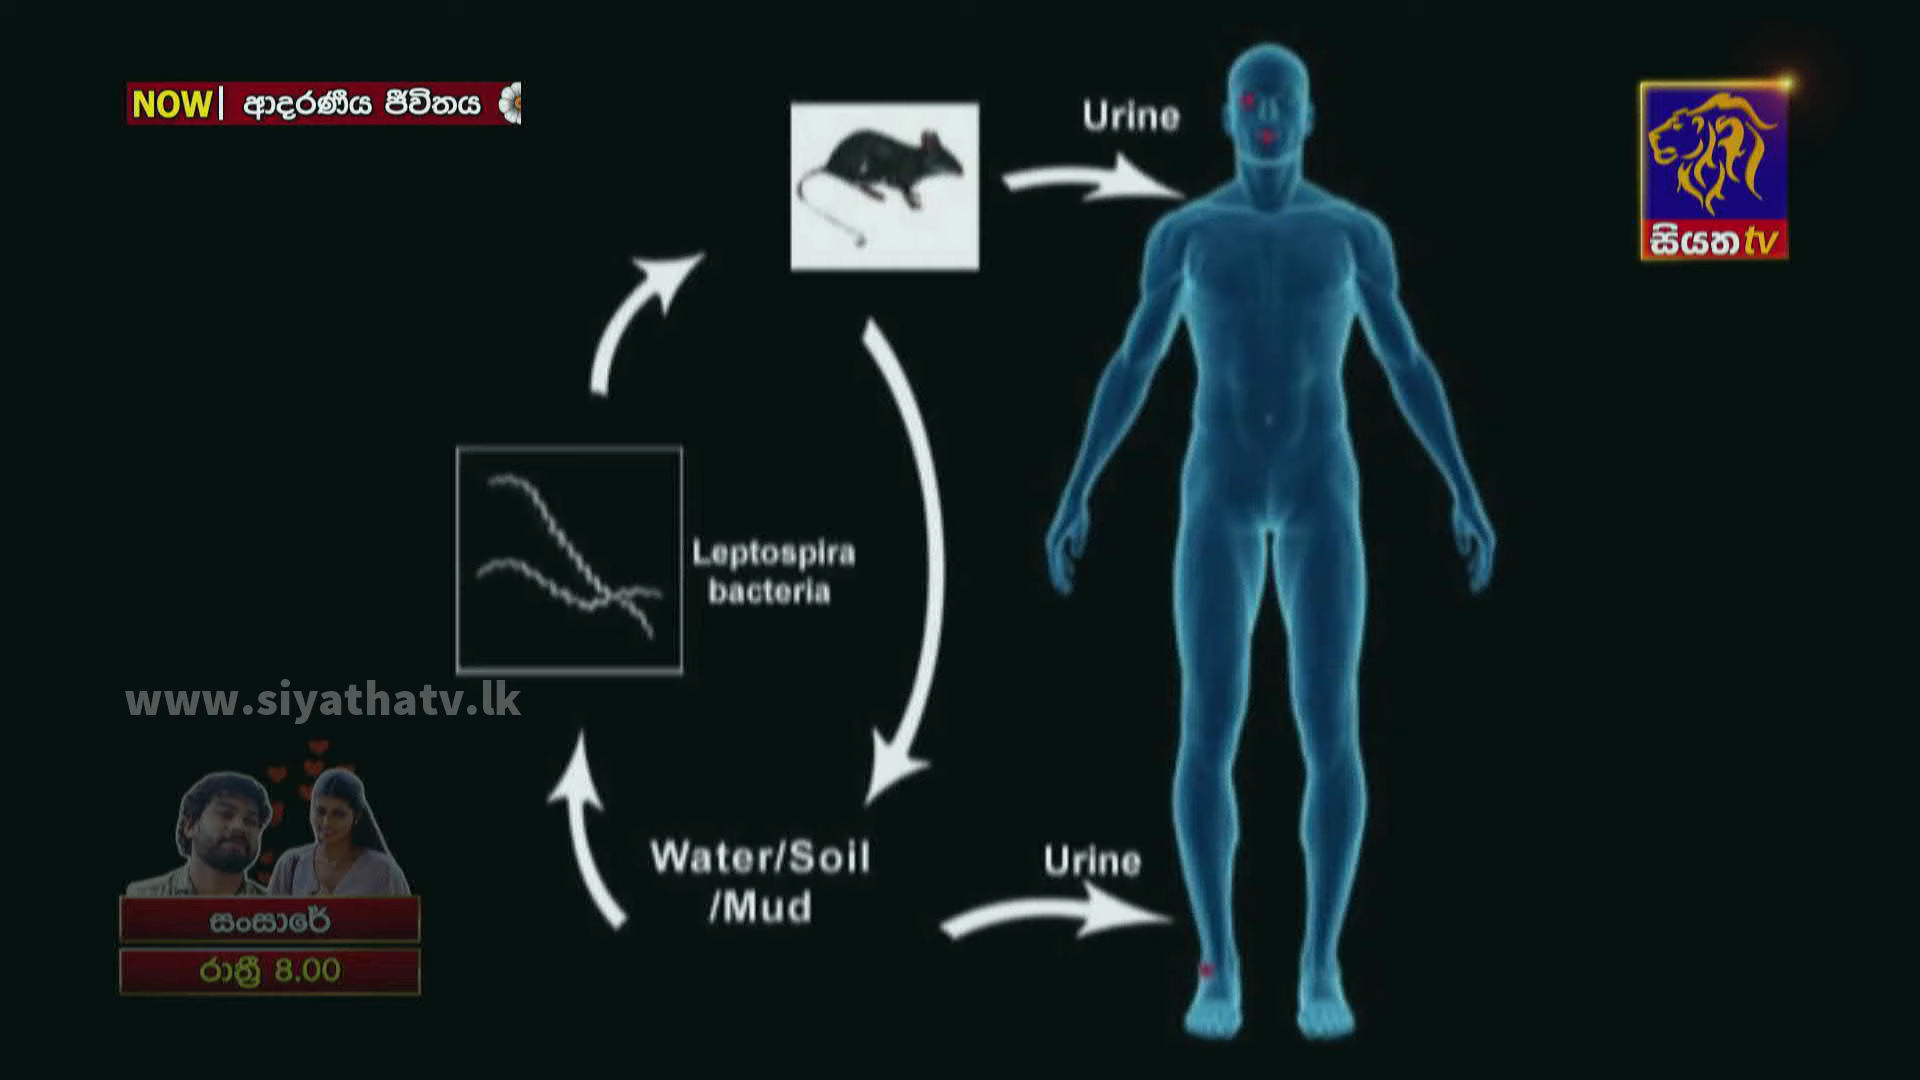 NOW| ආදරණීය ජීවිතය
Urine
සියත tv
Leptospira
bacteria
www.siyathatv.lk
Water/Soil
/Mud
Urine
සංසාරේ
රාත්‍රී 8.00